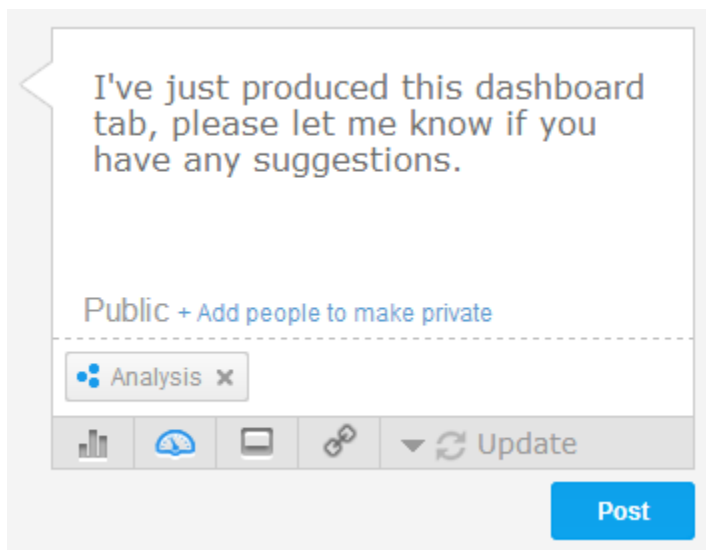 I've just produced this dashboard
tab, please let me know if you
have any suggestions.
Public + Add people to make private
Analysis
Update
Post